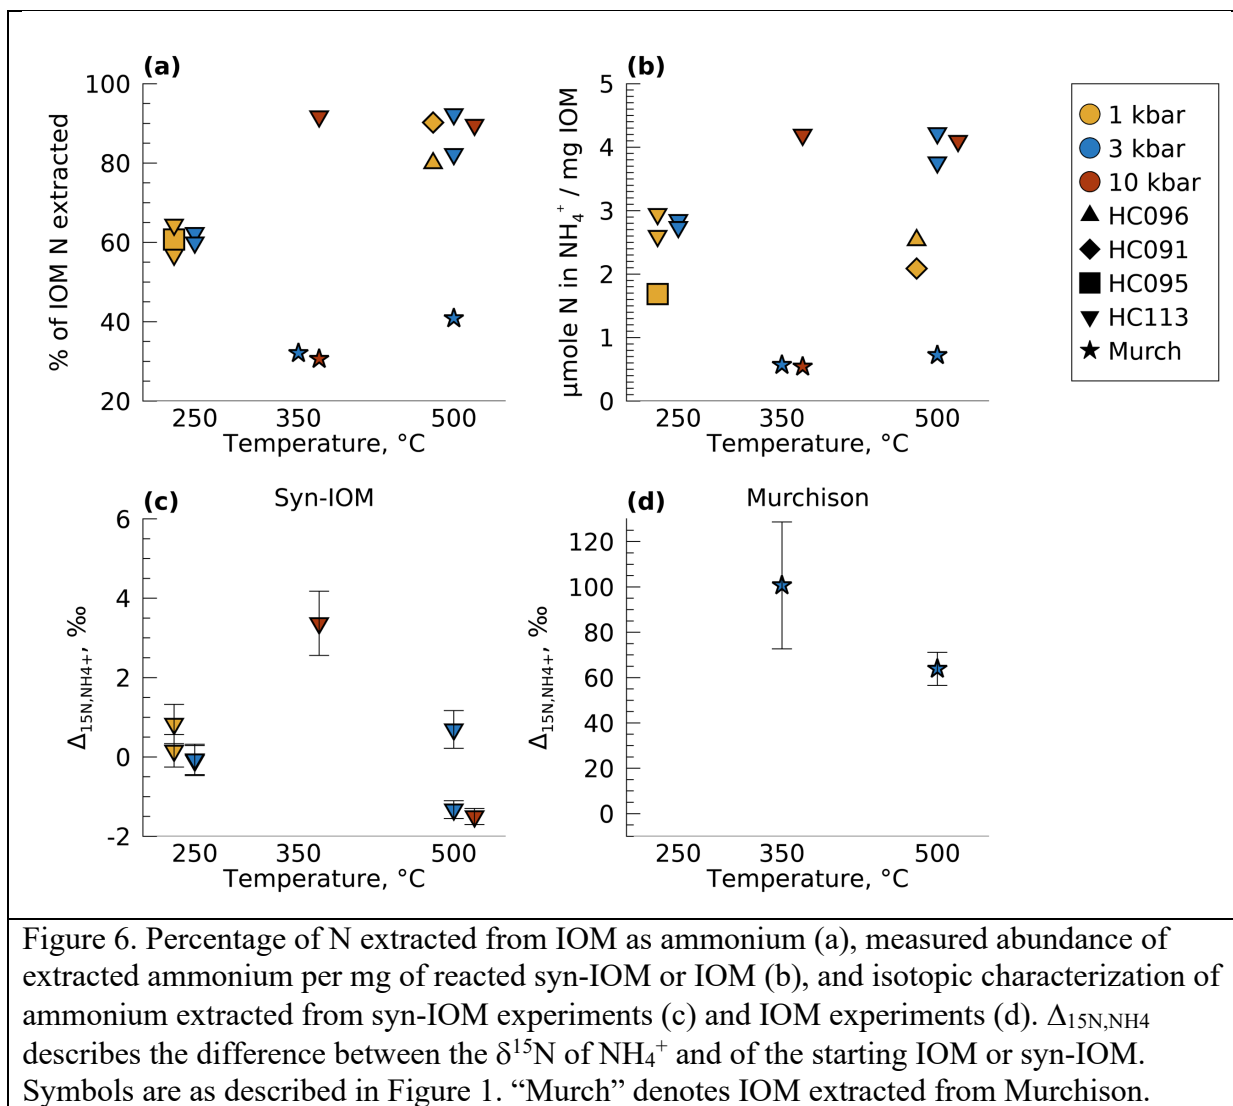 (a)
100
80
60
40
20
% of IOM N extracted
250 350 500
Temperature, °C
(b)
5
4
3
2
1
0
µmole N in NH₄⁺ / mg IOM
250 350 500
Temperature, °C
1 kbar
3 kbar
10 kbar
HC096
HC091
HC095
HC113
Murch
(c) Syn-IOM
6
4
2
0
-2
Δ₁₅N,NH4+, ‰
250 350 500
Temperature, °C
(d) Murchison
120
100
80
60
40
20
0
Δ₁₅N,NH4+, ‰
250 350 500
Temperature, °C
Figure 6. Percentage of N extracted from IOM as ammonium (a), measured abundance of
extracted ammonium per mg of reacted syn-IOM or IOM (b), and isotopic characterization of
ammonium extracted from syn-IOM experiments (c) and IOM experiments (d). Δ₁₅N,NH4
describes the difference between the δ¹⁵N of NH₄⁺ and of the starting IOM or syn-IOM.
Symbols are as described in Figure 1. “Murch” denotes IOM extracted from Murchison.